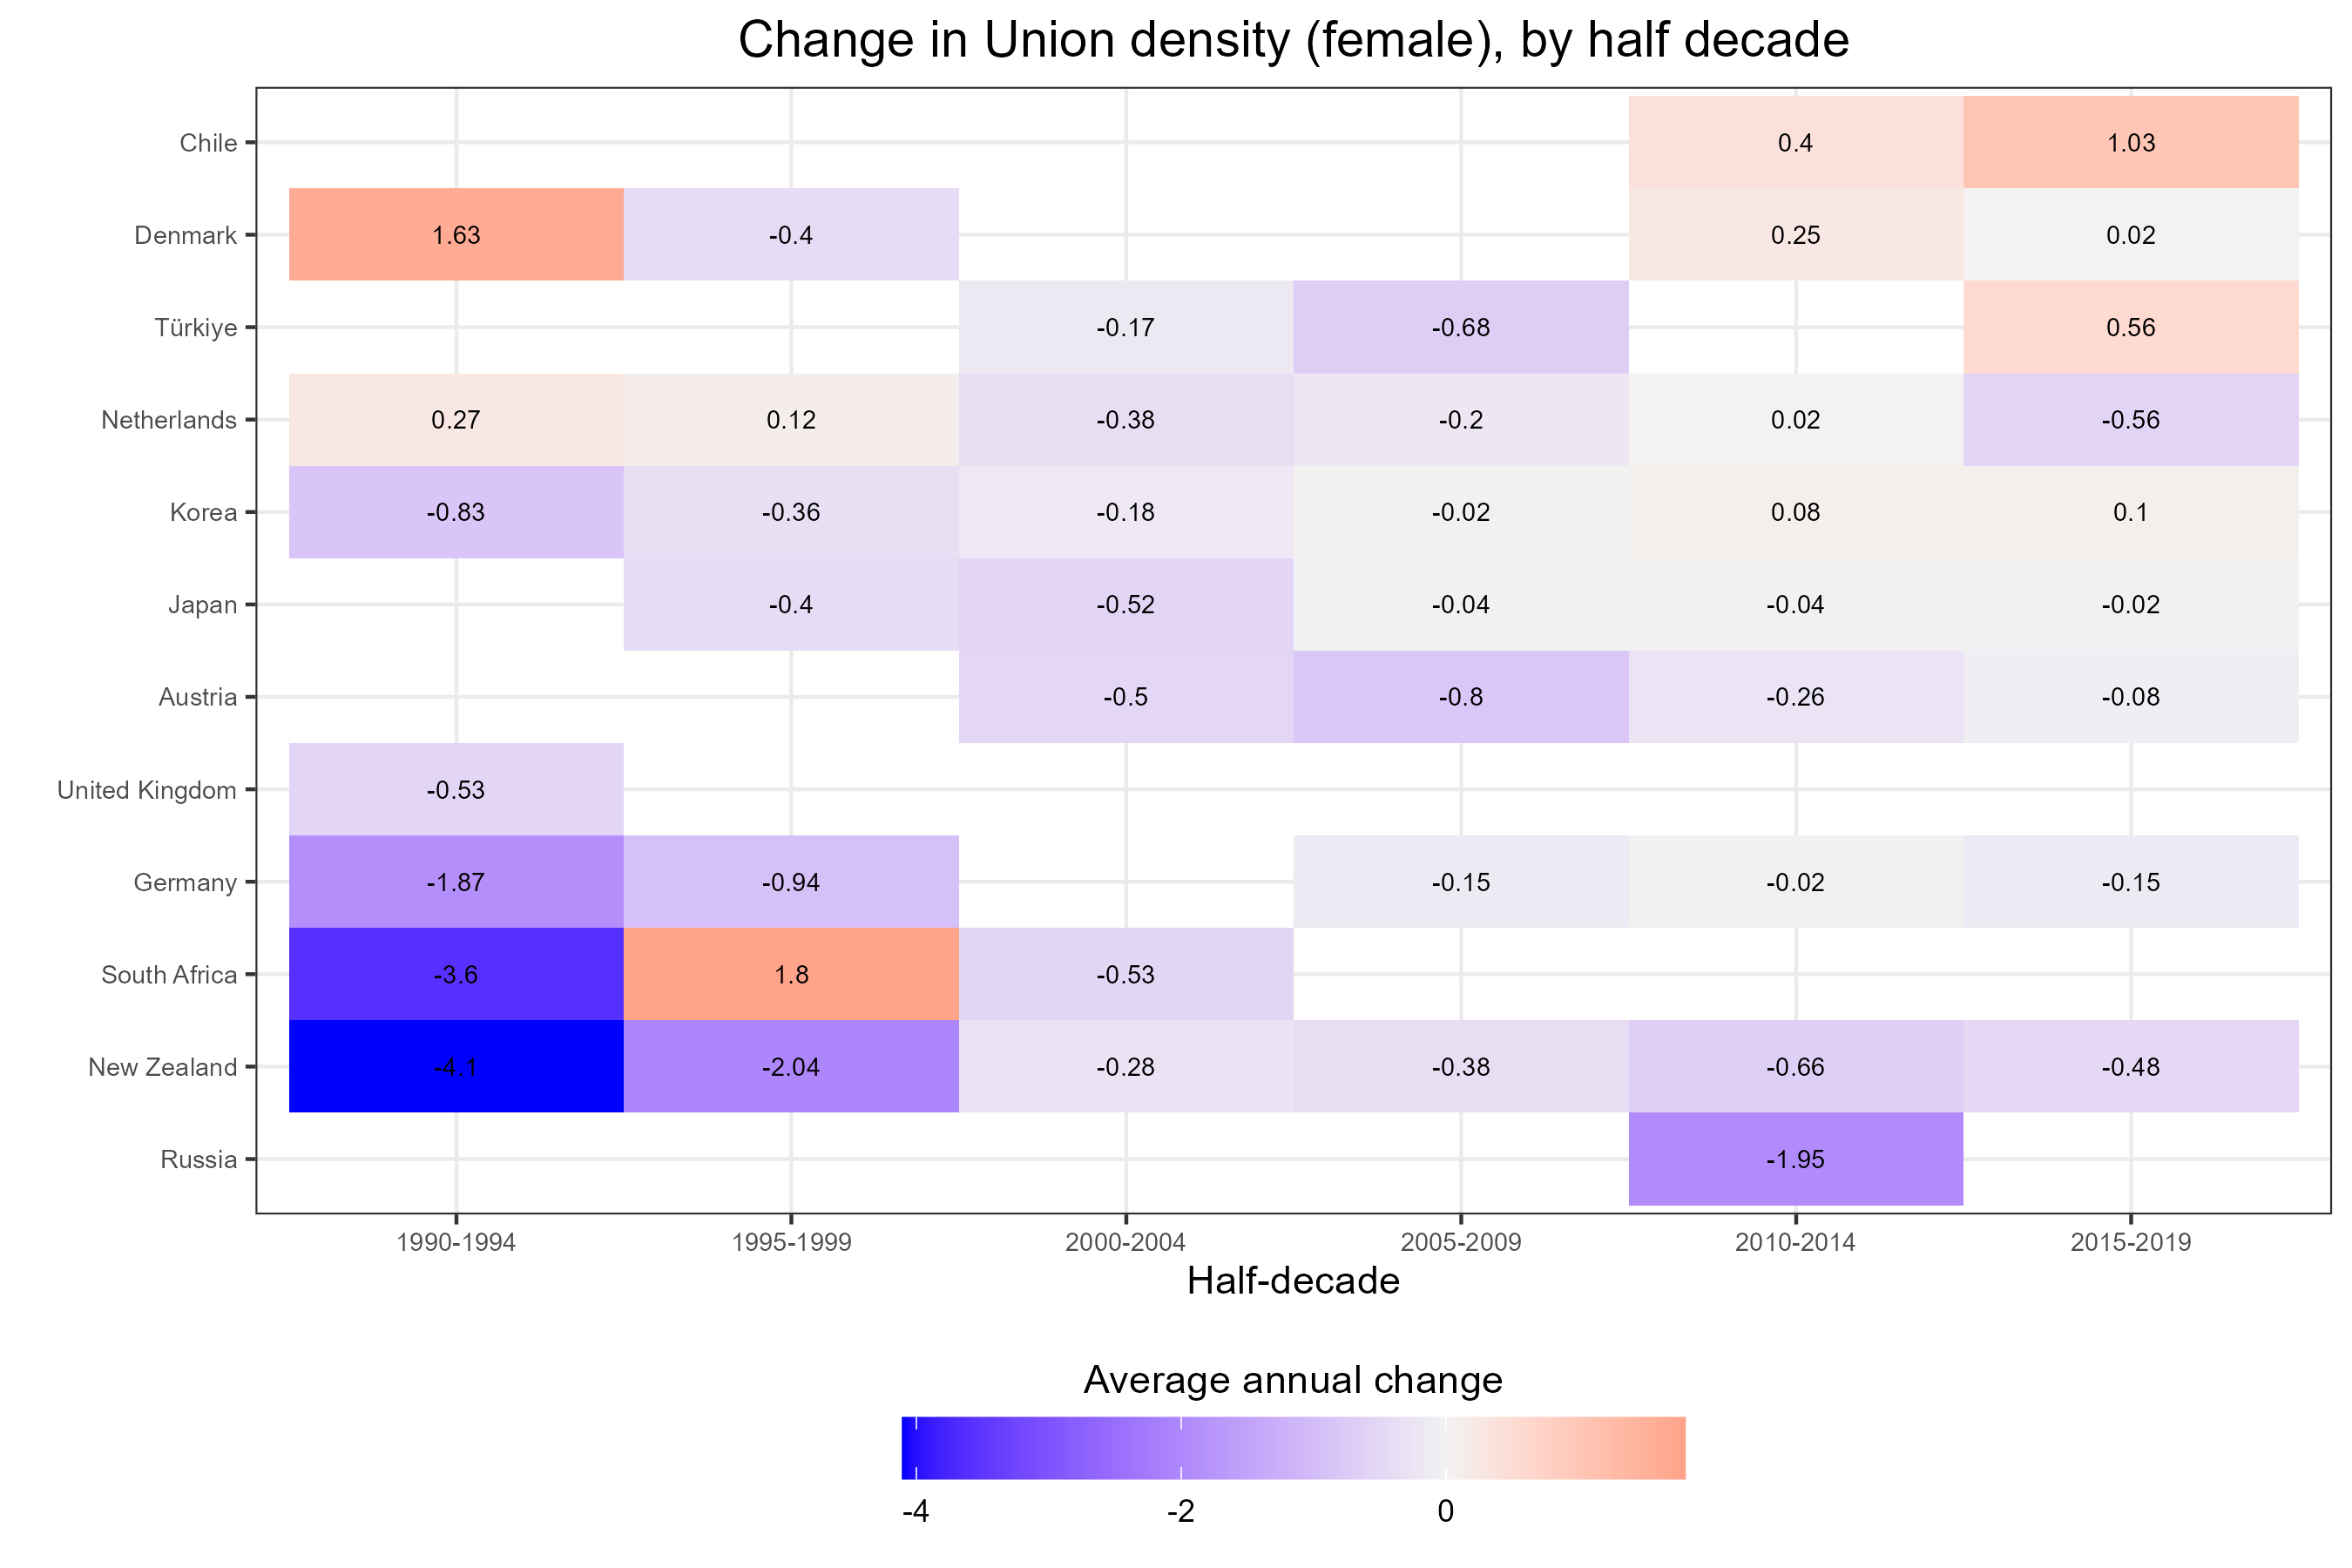 Change in Union density (female), by half decade
Chile 0.4 1.03
Denmark 1.63 -0.4 0.25 0.02
Türkiye -0.17 -0.68 0.56
Netherlands 0.27 0.12 -0.38 -0.2 0.02 -0.56
Korea -0.83 -0.36 -0.18 -0.02 0.08 0.1
Japan -0.4 -0.52 -0.04 -0.04 -0.02
Austria -0.5 -0.8 -0.26 -0.08
United Kingdom -0.53
Germany -1.87 -0.94 -0.15 -0.02 -0.15
South Africa -3.6 1.8 -0.53
New Zealand -4.1 -2.04 -0.28 -0.38 -0.66 -0.48
Russia -1.95
1990-1994 1995-1999 2000-2004 2005-2009 2010-2014 2015-2019
Half-decade
Average annual change
-4 -2 0